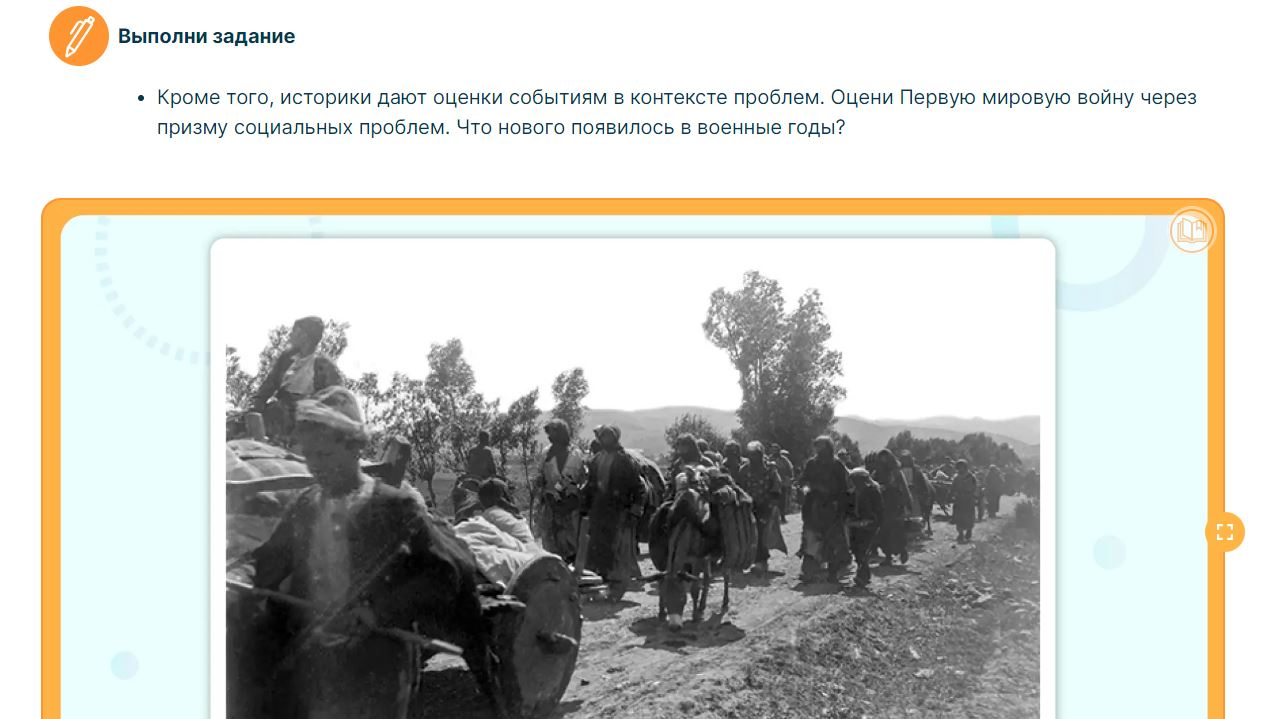 Выполни задание
• Кроме того, историки дают оценки событиям в контексте проблем. Оцени Первую мировую войну через
призму социальных проблем. Что нового появилось в военные годы?